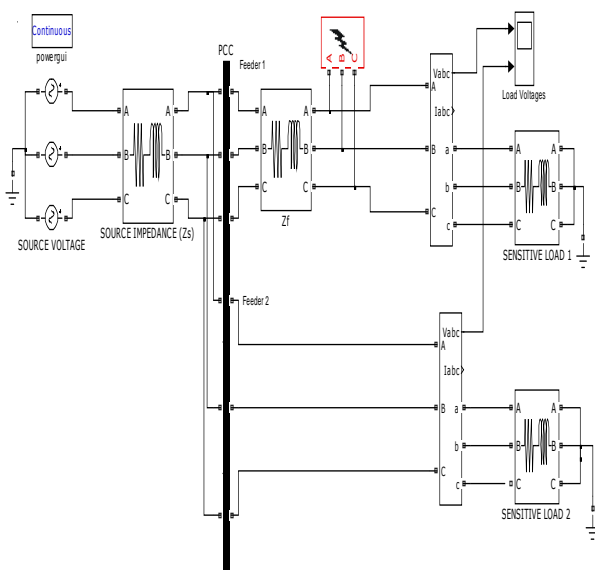 Continuous
powergui
PCC
Feeder 1
A B C
Vabc
A
Iabc
B a
b
C
c
Load Voltages
A A
B B
C C
SOURCE VOLTAGE
SOURCE IMPEDANCE (Zs)
A A
B B
C C
Zf
A A
B B
C C
SENSITIVE LOAD 1
Feeder 2
Vabc
A
Iabc
B a
b
C
c
A A
B B
C C
SENSITIVE LOAD 2